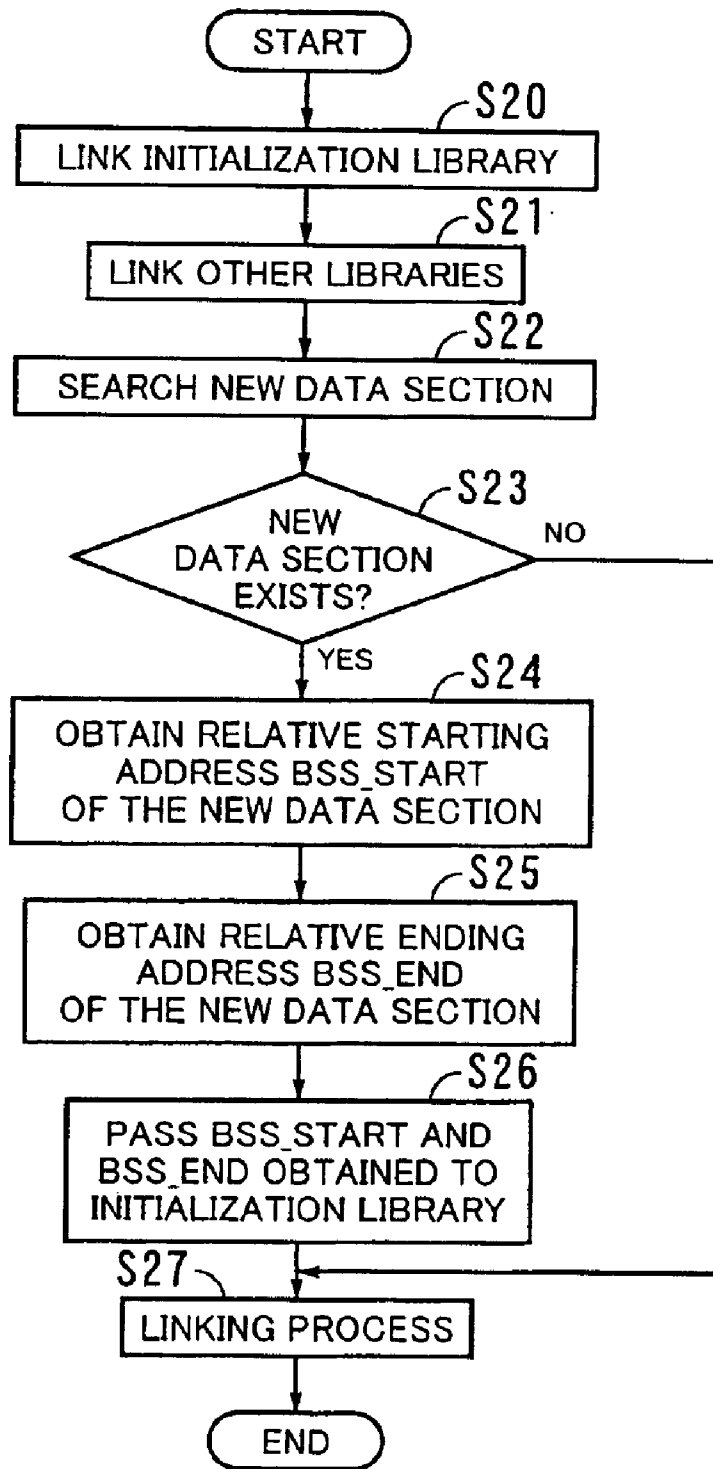 START
S20
LINK INITIALIZATION LIBRARY
S21
LINK OTHER LIBRARIES
S22
SEARCH NEW DATA SECTION
S23
NEW
DATA SECTION
EXISTS?
NO
YES
S24
OBTAIN RELATIVE STARTING
ADDRESS BSS_START
OF THE NEW DATA SECTION
S25
OBTAIN RELATIVE ENDING
ADDRESS BSS_END
OF THE NEW DATA SECTION
S26
PASS BSS_START AND
BSS_END OBTAINED TO
INITIALIZATION LIBRARY
S27
LINKING PROCESS
END